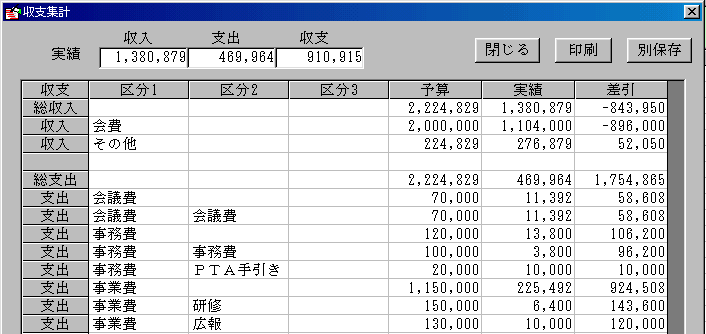 収支集計
収入 支出 収支
実績 1,380,879 469,964 910,915 閉じる 印刷 別保存
収支 区分1 区分2 区分3 予算 実績 差引
総収入 2,224,829 1,380,879 -843,950
収入 会費 2,000,000 1,104,000 -896,000
収入 その他 224,829 276,879 52,050
総支出 2,224,829 469,964 1,754,865
支出 会議費 70,000 11,392 58,608
支出 会議費 会議費 70,000 11,392 58,608
支出 事務費 120,000 13,800 106,200
支出 事務費 事務費 100,000 3,800 96,200
支出 事務費 ＰＴＡ手引き 20,000 10,000 10,000
支出 事業費 1,150,000 225,492 924,508
支出 事業費 研修 150,000 6,400 143,600
支出 事業費 広報 130,000 10,000 120,000